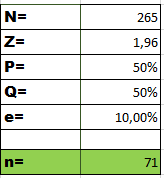 N= 265
Z= 1,96
P= 50%
Q= 50%
e= 10,00%
n= 71